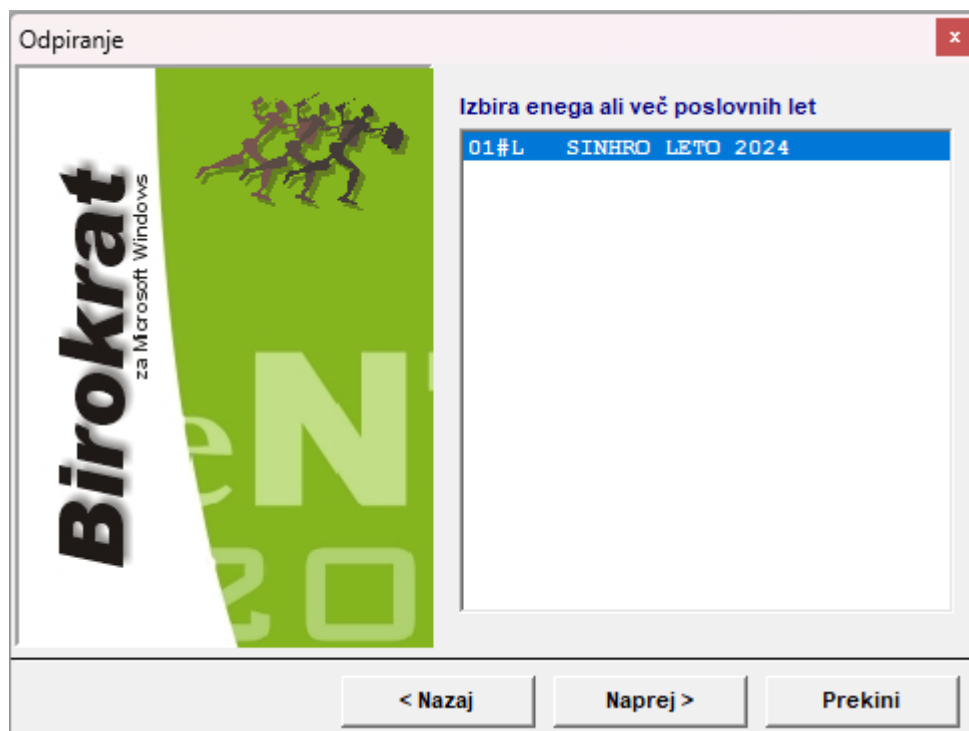 Odpiranje
x
Birokrat
za Microsoft Windows
eN
20
Izbira enega ali več poslovnih let
01#L SINHRO LETO 2024
< Nazaj
Naprej >
Prekini